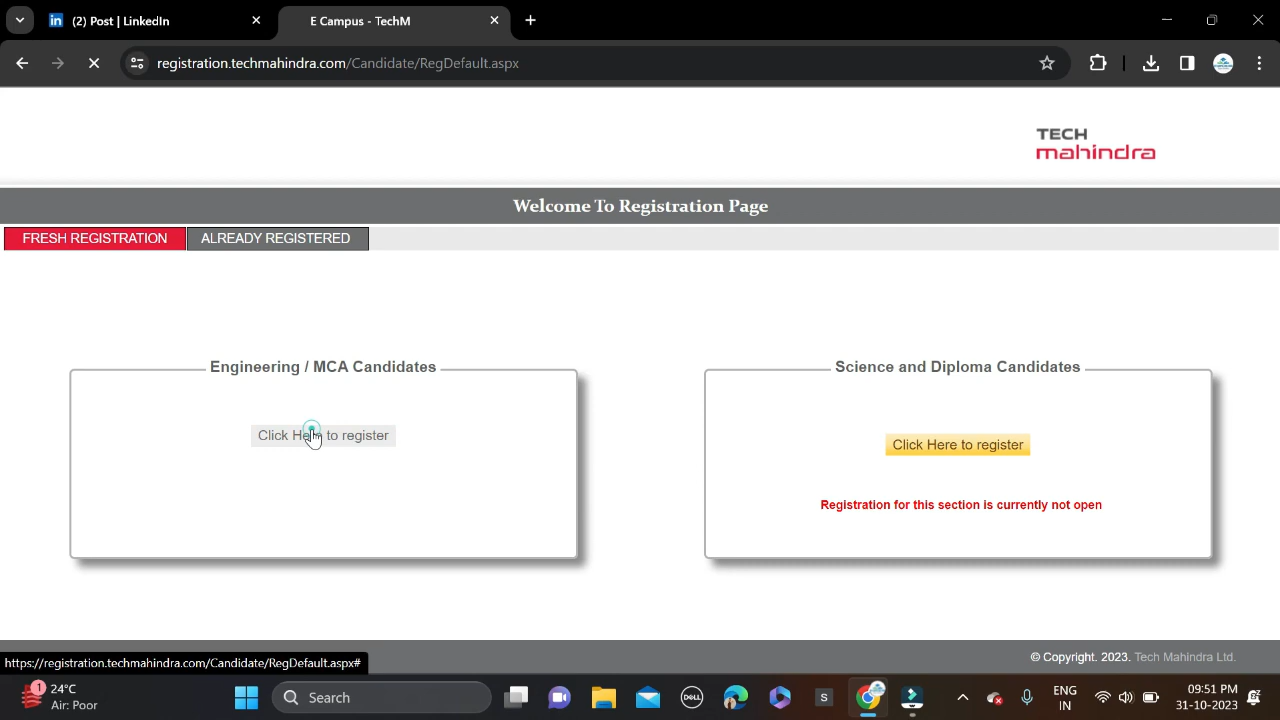 (2) Post | LinkedIn
E Campus - TechM
registration.techmahindra.com/Candidate/RegDefault.aspx
TECH
mahindra
Welcome To Registration Page
FRESH REGISTRATION
ALREADY REGISTERED
Engineering / MCA Candidates
Click Here to register
Science and Diploma Candidates
Click Here to register
Registration for this section is currently not open
© Copyright. 2023. Tech Mahindra Ltd.
https://registration.techmahindra.com/Candidate/RegDefault.aspx#
1
24°C
Air: Poor
Search
DELL
S
ENG
IN
09:51 PM
31-10-2023